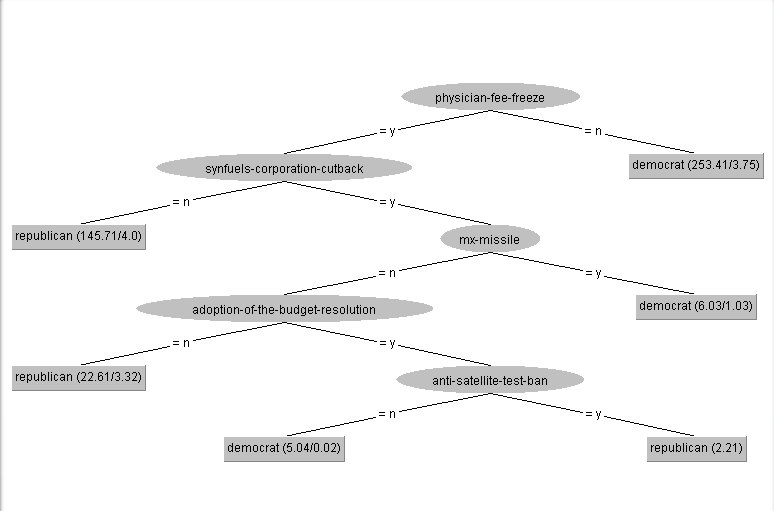 physician-fee-freeze
= y
= n
synfuels-corporation-cutback
democrat (253.41/3.75)
= n
= y
republican (145.71/4.0)
mx-missile
= n
= y
adoption-of-the-budget-resolution
democrat (6.03/1.03)
= n
= y
republican (22.61/3.32)
anti-satellite-test-ban
= n
= y
democrat (5.04/0.02)
republican (2.21)